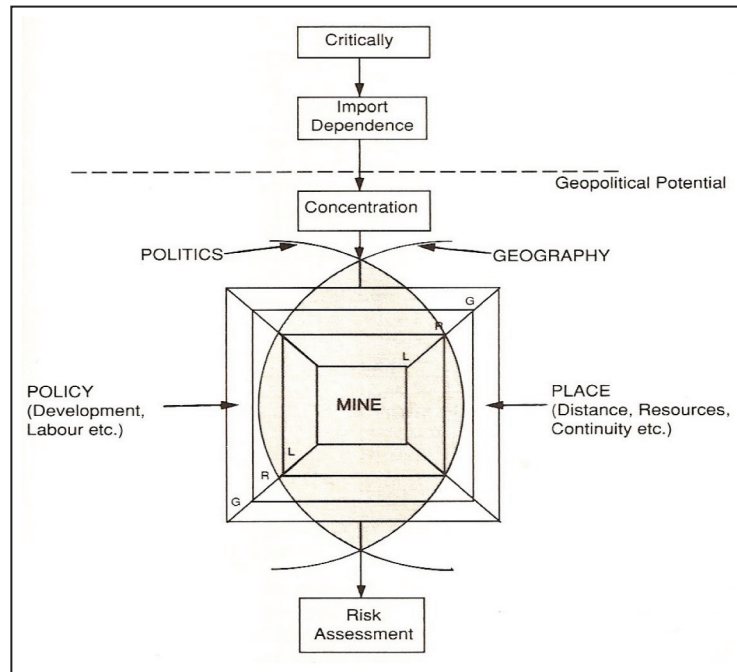 Critically
Import
Dependence
Geopolitical Potential
Concentration
POLITICS
GEOGRAPHY
G
R
L
POLICY
(Development,
Labour etc.)
MINE
PLACE
(Distance, Resources,
Continuity etc.)
L
R
G
Risk
Assessment